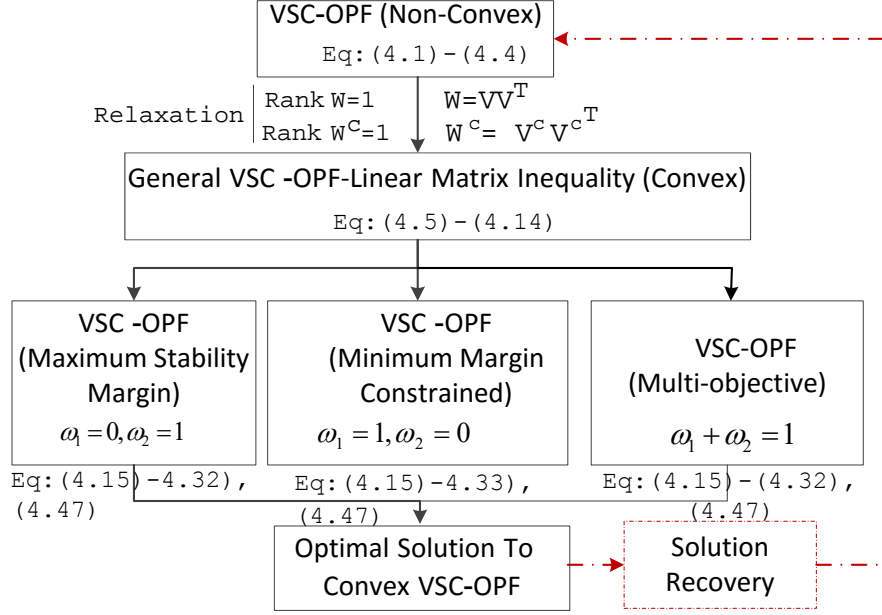 VSC-OPF (Non-Convex)
Eq:(4.1)-(4.4)
Relaxation
Rank W=1 W=VV^T
Rank W^c=1 W^c= V^c V^c^T
General VSC -OPF-Linear Matrix Inequality (Convex)
Eq:(4.5)-(4.14)
VSC -OPF
(Maximum Stability
Margin)
ω₁=0,ω₂=1
Eq:(4.15)-4.32),
(4.47)
VSC -OPF
(Minimum Margin
Constrained)
ω₁=1,ω₂=0
Eq:(4.15)-4.33),
(4.47)
VSC-OPF
(Multi-objective)
ω₁+ω₂=1
Eq:(4.15)-(4.32),
(4.47)
Optimal Solution To
Convex VSC-OPF
Solution
Recovery